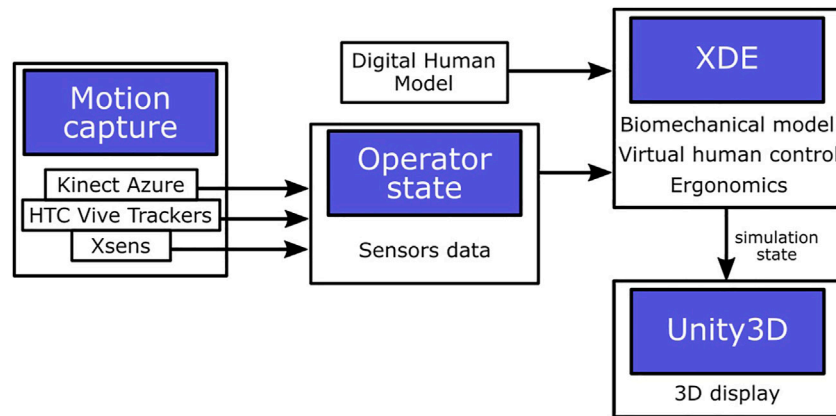 Motion
capture
Kinect Azure
HTC Vive Trackers
Xsens
Digital Human
Model
Operator
state
Sensors data
XDE
Biomechanical model
Virtual human control
Ergonomics
simulation
state
Unity3D
3D display